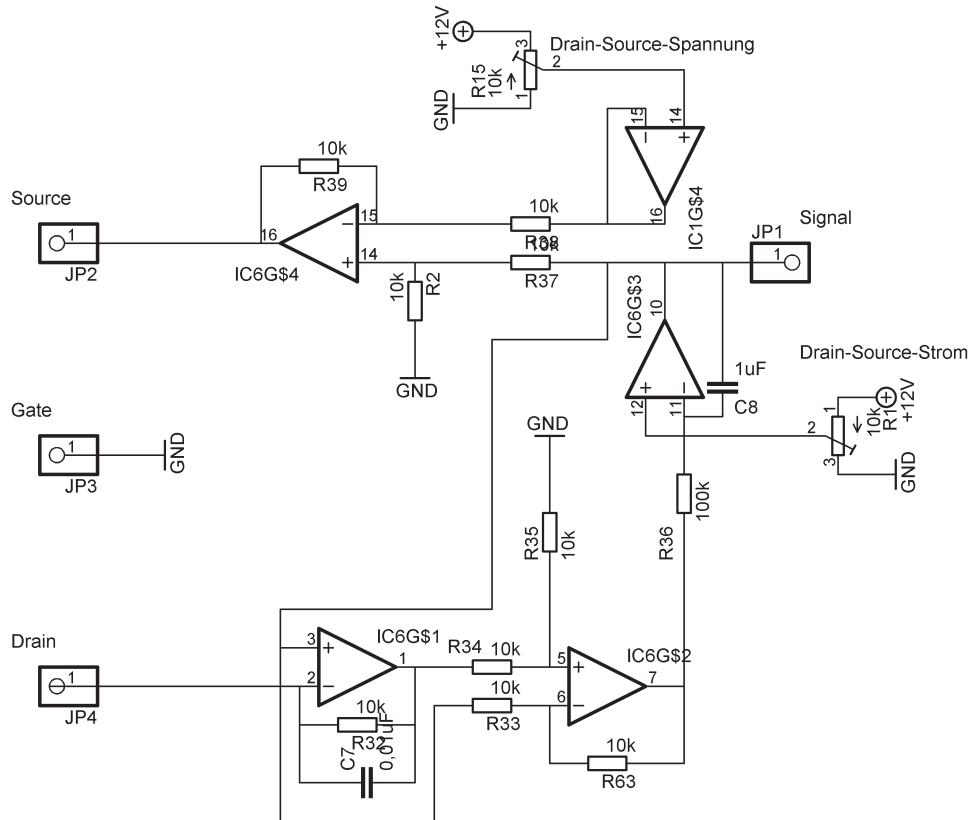 +12V
Drain-Source-Spannung
3
2
R15
10k
1
GND
15
14
−
+
10k
R39
Source
15
10k
IC1G$4
16
Signal
1
16
−
R38
10k
JP1
1
JP2
14
+
IC6G$4
R37
10k
R2
IC6G$3
10
GND
Drain-Source-Strom
1uF
+
−
12
11
C8
+12V
1
10k
R1
2
3
GND
Gate
1
GND
JP3
GND
R35
10k
R36
100k
Drain
3
+
IC6G$1
1
R34
10k
5
+
IC6G$2
1
2
−
10k
6
−
7
JP4
R33
10k
R32
C7
0,01uF
10k
R63